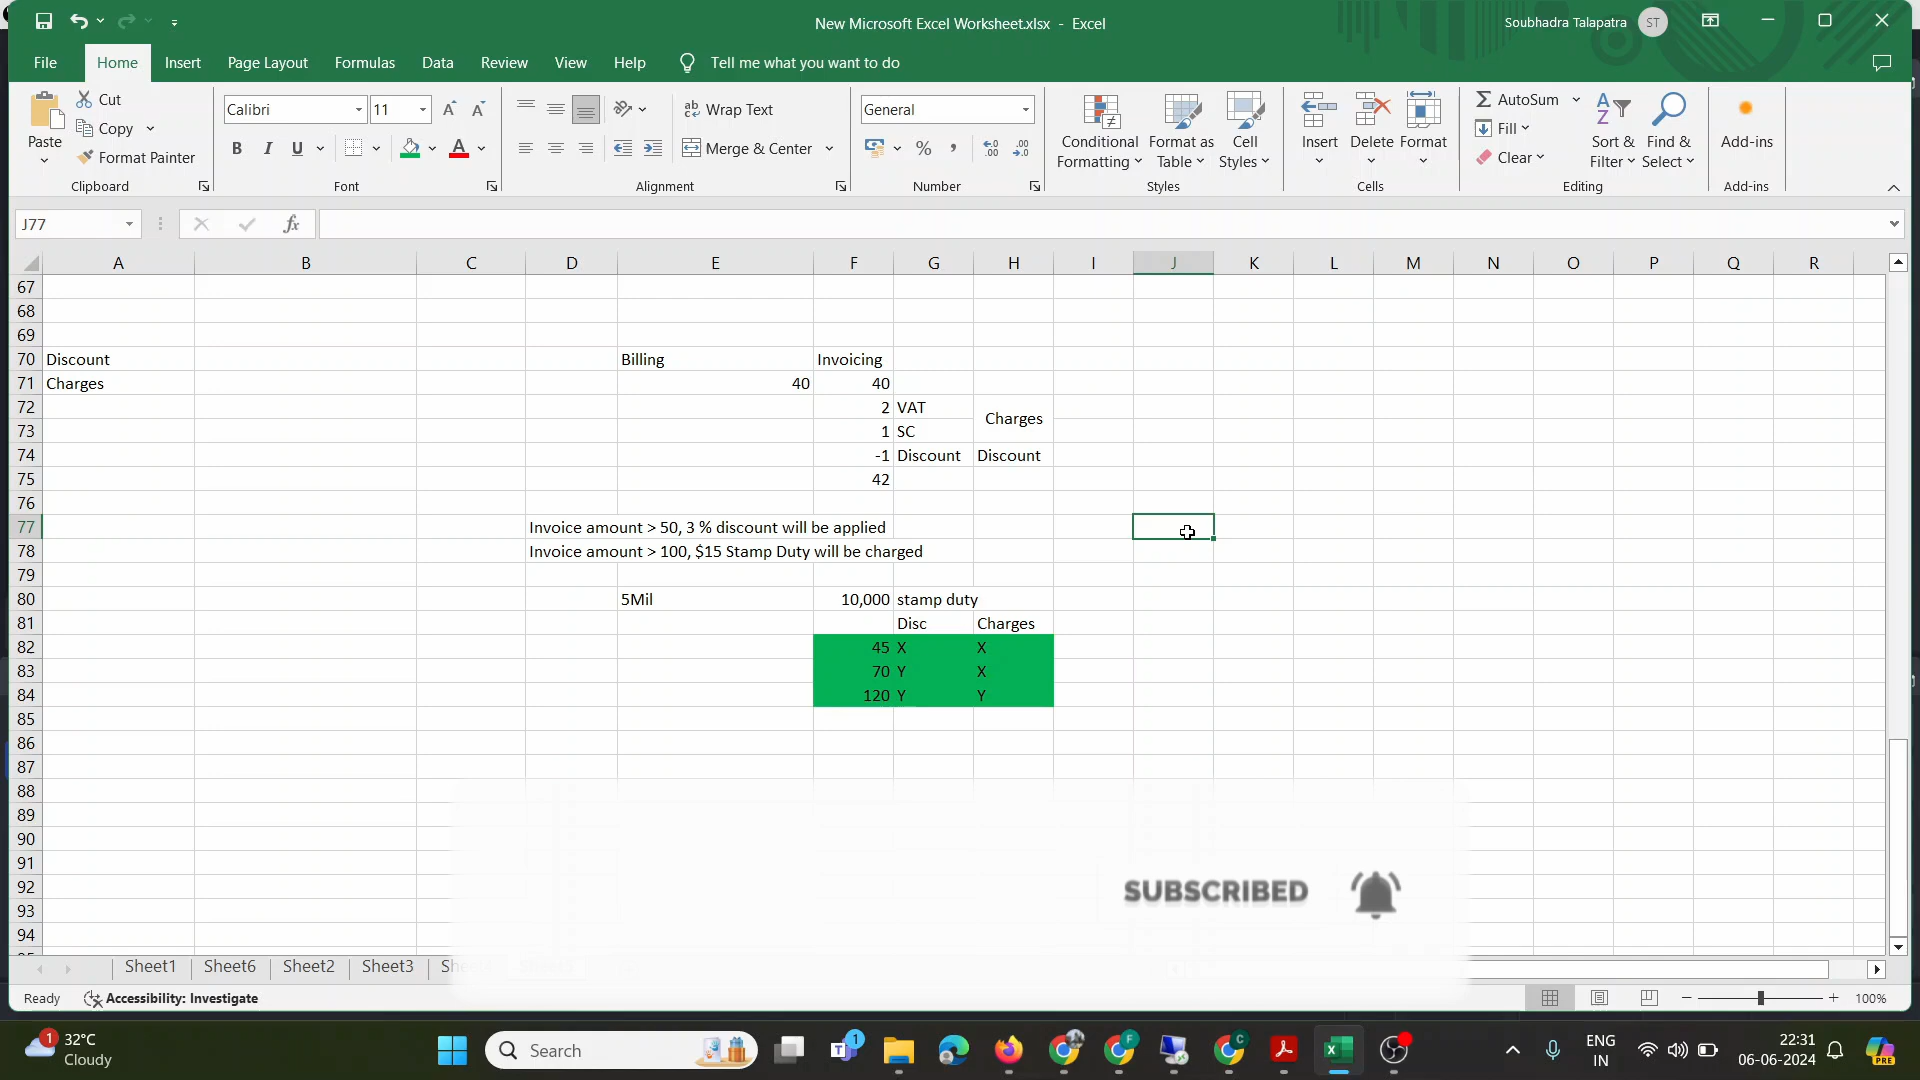 New Microsoft Excel Worksheet.xlsx - Excel
Soubhadra Talapatra ST
File Home Insert Page Layout Formulas Data Review View Help Tell me what you want to do
Paste
Cut
Copy
Format Painter
Clipboard
Calibri 11
B I U
Font
Wrap Text
Merge & Center
Alignment
General
Number
Conditional Formatting
Format as Table
Cell Styles
Styles
Insert Delete Format
Cells
AutoSum
Fill
Clear
Sort & Filter
Find & Select
Editing
Add-ins
Add-ins
J77 fx
A B C D E F G H I J K L M N O P Q R
67
68
69
70 Discount Billing Invoicing
71 Charges 40 40
72 2 VAT Charges
73 1 SC
74 -1 Discount Discount
75 42
76
77 Invoice amount > 50, 3 % discount will be applied
78 Invoice amount > 100, $15 Stamp Duty will be charged
79
80 5Mil 10,000 stamp duty
81 Disc Charges
82 45 X X
83 70 Y X
84 120 Y Y
85
86
87
88
89
90
91
92
93
94
SUBSCRIBED
Sheet1 Sheet6 Sheet2 Sheet3
Ready Accessibility: Investigate 100%
1 32°C
Cloudy
Search
1
ENG
IN
22:31
06-06-2024
PRE